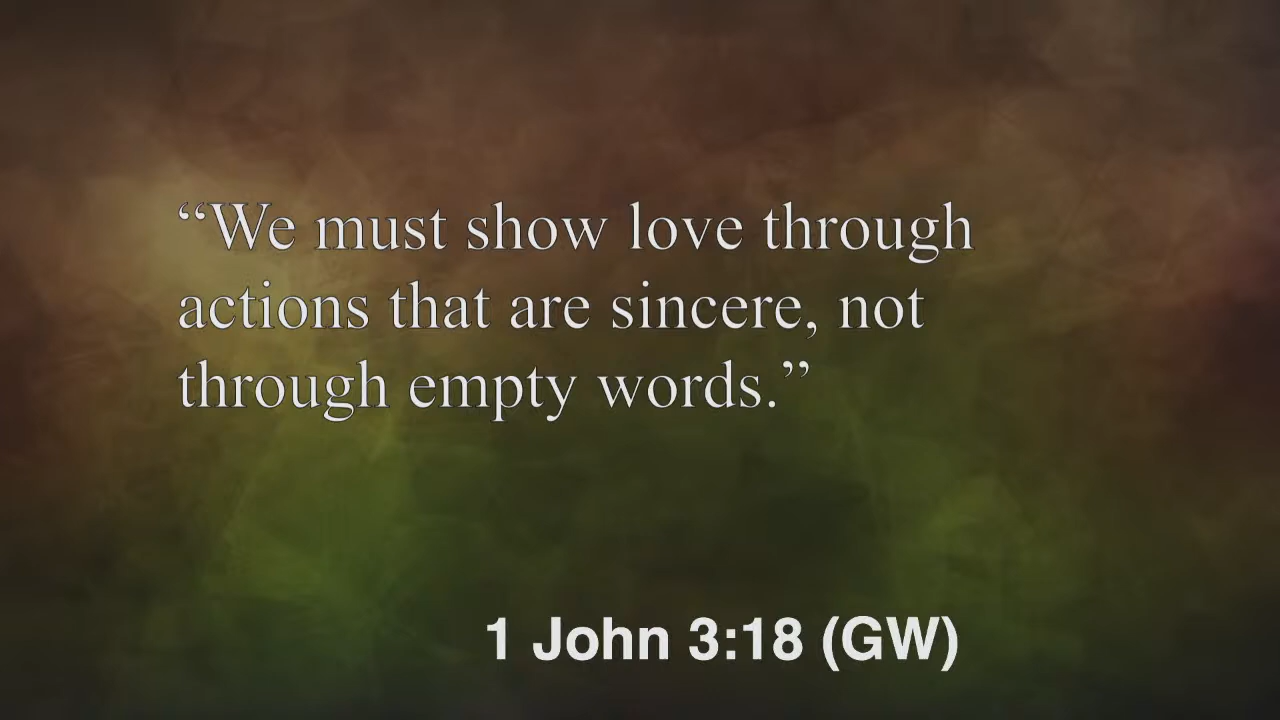 “We must show love through
actions that are sincere, not
through empty words.”
1 John 3:18 (GW)